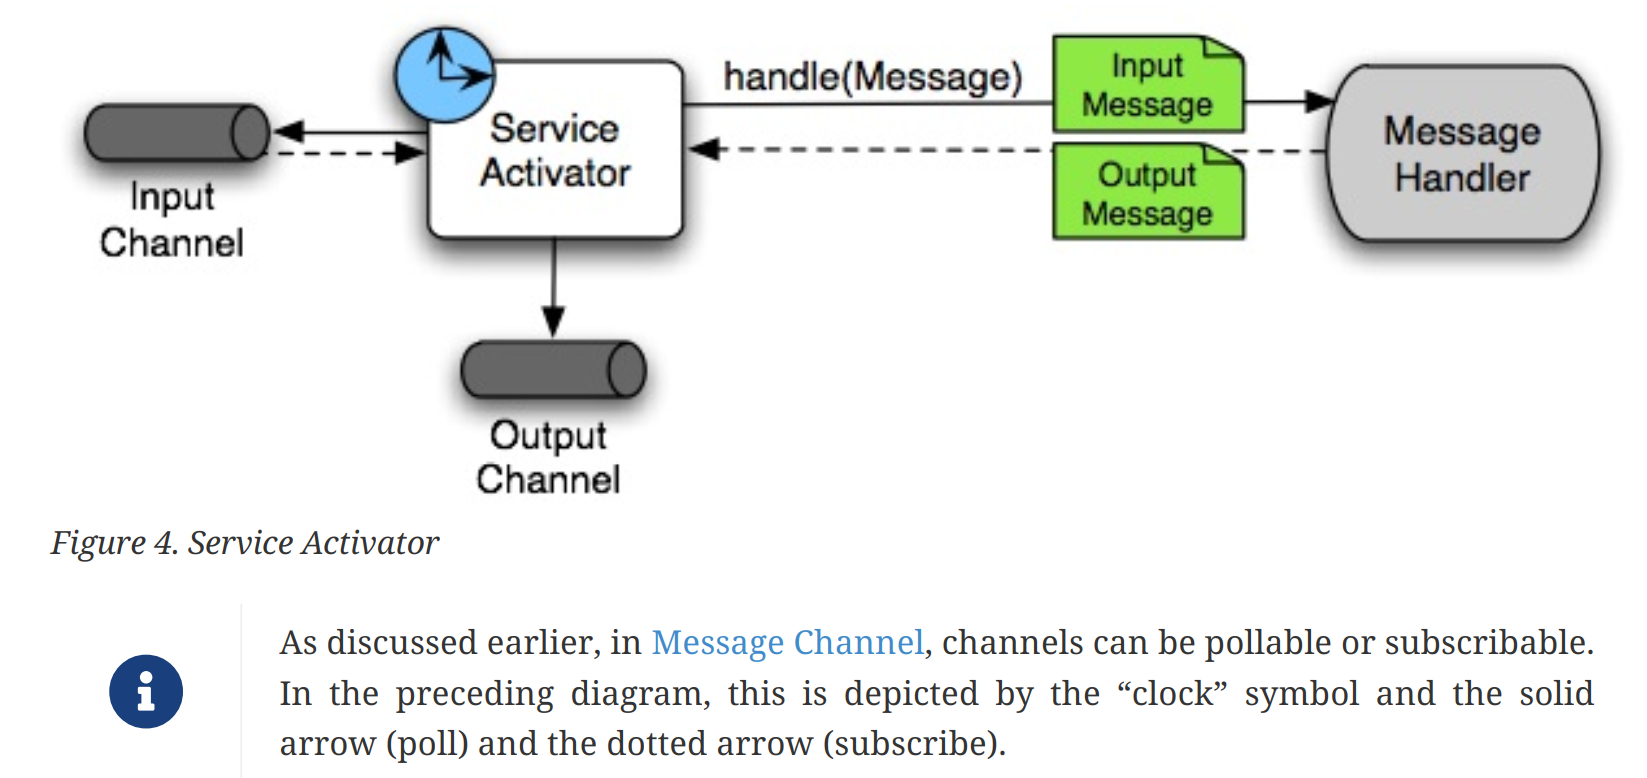 handle(Message)
Input
Message
Service
Activator
Message
Handler
Output
Message
Input
Channel
Output
Channel
Figure 4. Service Activator
As discussed earlier, in Message Channel, channels can be pollable or subscribable.
In the preceding diagram, this is depicted by the “clock” symbol and the solid
arrow (poll) and the dotted arrow (subscribe).